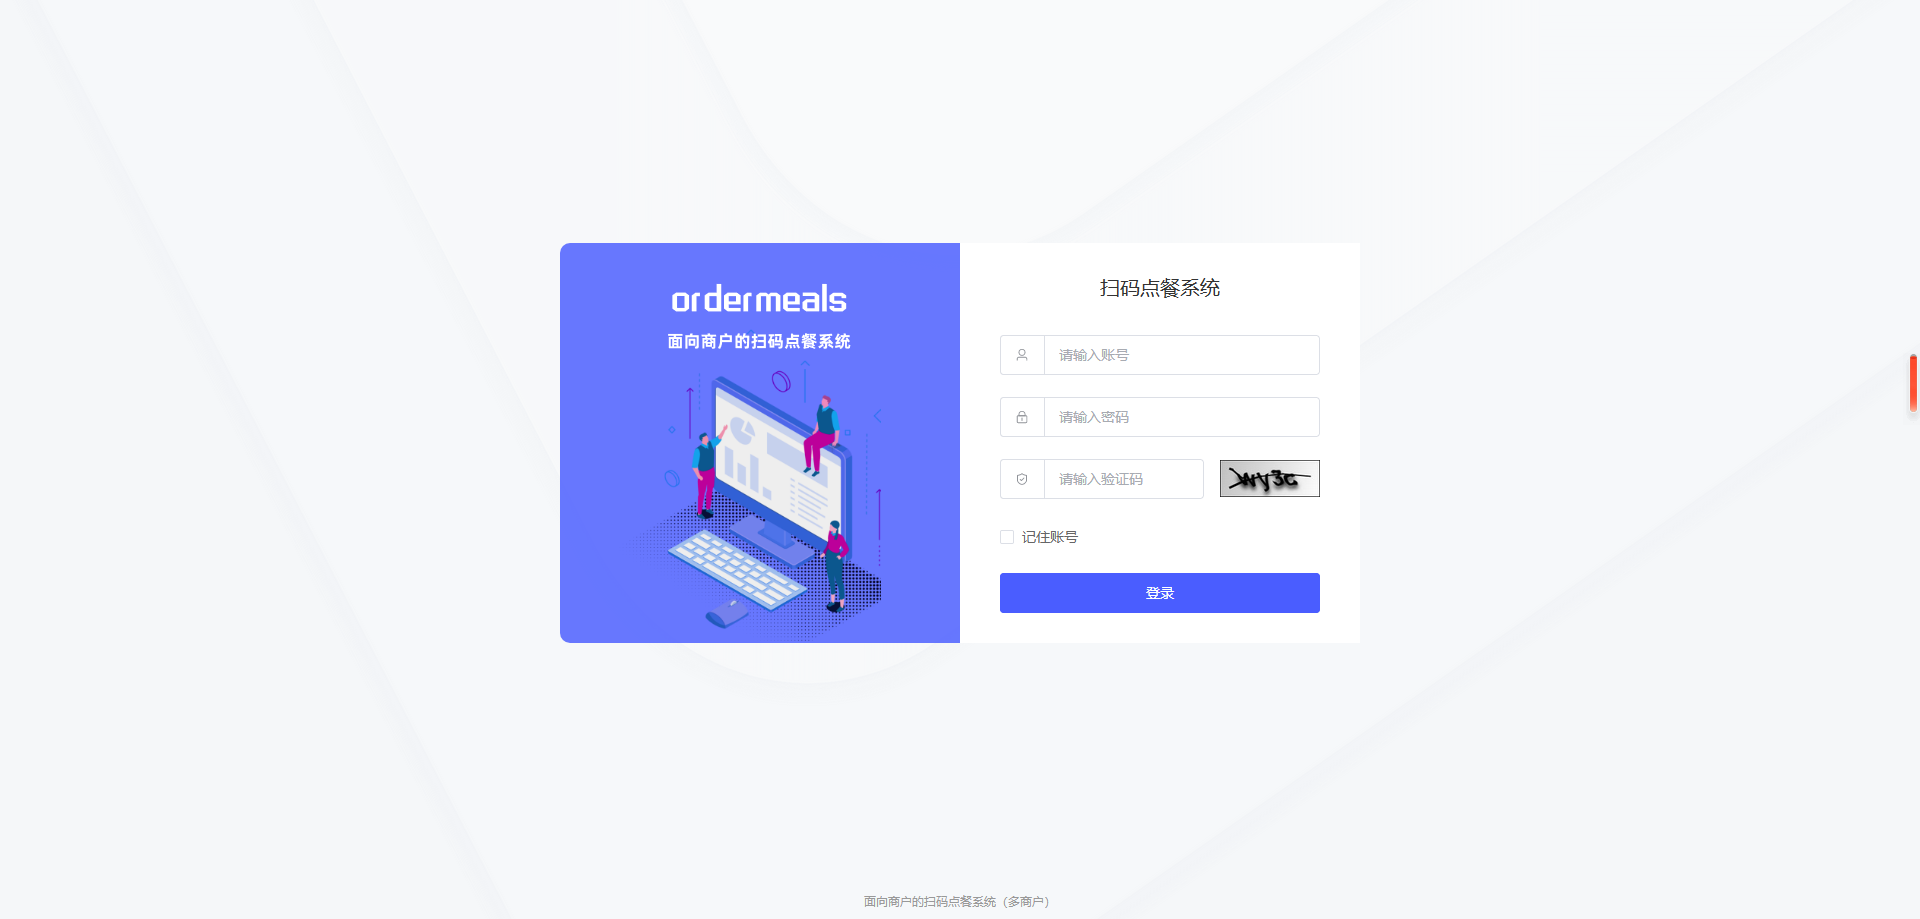 ordermeals
面向商户的扫码点餐系统
扫码点餐系统
请输入账号
请输入密码
请输入验证码
wy3c
记住账号
登录
面向商户的扫码点餐系统（多商户）